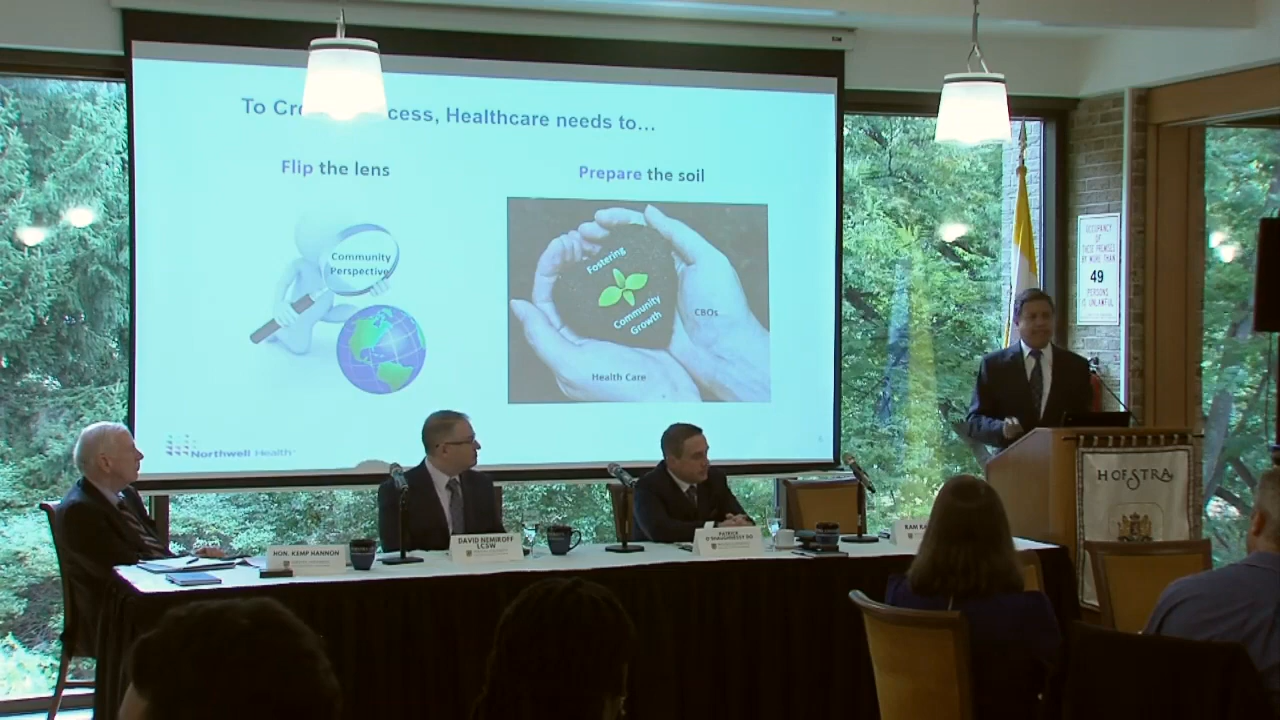 To Cr cess, Healthcare needs to...
Flip the lens
Prepare the soil
Community
Perspective
Fostering
Community
Growth
CBOs
Health Care
Northwell Health
OCCUPANCY
OF
THESE PREMISES
BY MORE THAN
49
PERSONS
IS UNLAWFUL
HOFSTRA
HON. KEMP HANNON
DAVID NEMIROFF
LCSW
PATRICK
O'SHAUGHNESSY DO
RAM